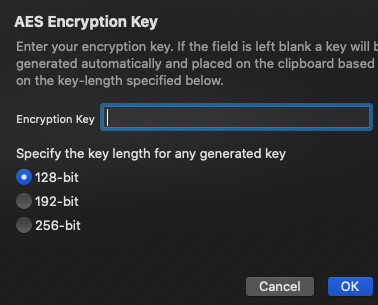 AES Encryption Key
Enter your encryption key. If the field is left blank a key will
generated automatically and placed on the clipboard based
on the key-length specified below.
Encryption Key
Specify the key length for any generated key
128-bit
192-bit
256-bit
Cancel
OK